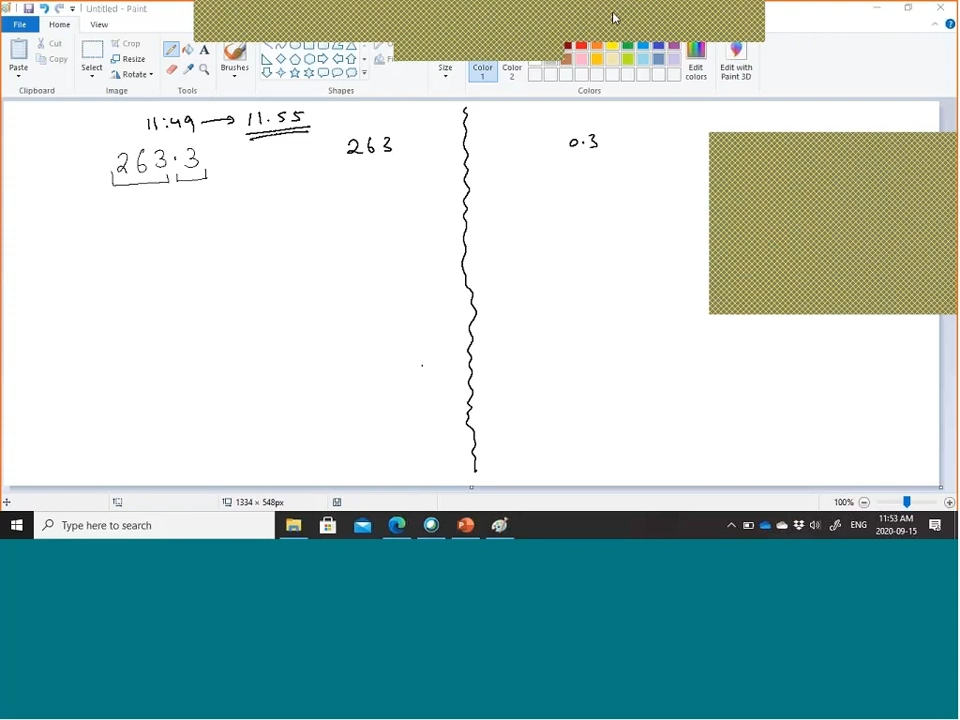 Untitled - Paint
File Home View
Paste
Cut
Copy
Clipboard
Select
Crop
Resize
Rotate
Image
Tools
Brushes
Shapes
Size
Color 1
Color 2
Edit colors
Edit with Paint 3D
Colors
11:49 → 11.55
263.3
263
0.3
1334 × 548px
100%
Type here to search
ENG
11:53 AM
2020-09-15